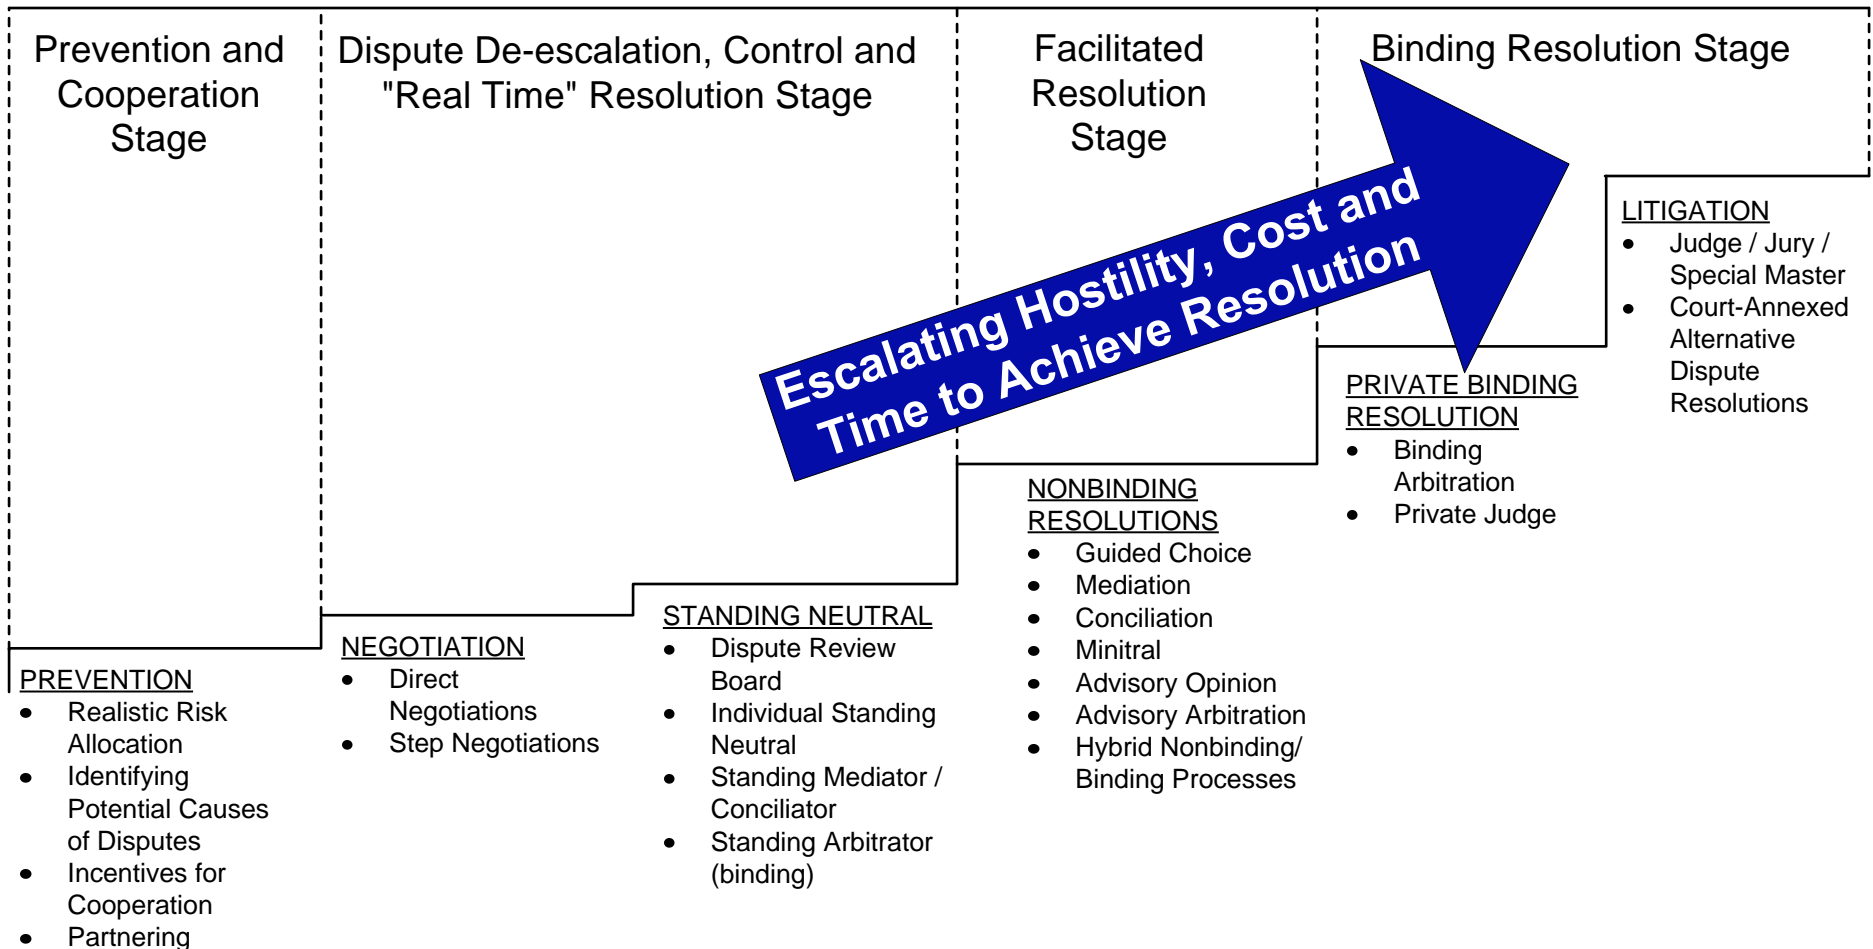 Prevention and
Cooperation
Stage
Dispute De-escalation, Control and
"Real Time" Resolution Stage
Facilitated
Resolution
Stage
Binding Resolution Stage
Escalating Hostility, Cost and
Time to Achieve Resolution
PREVENTION
• Realistic Risk
Allocation
• Identifying
Potential Causes
of Disputes
• Incentives for
Cooperation
• Partnering
NEGOTIATION
• Direct
Negotiations
• Step Negotiations
STANDING NEUTRAL
• Dispute Review
Board
• Individual Standing
Neutral
• Standing Mediator /
Conciliator
• Standing Arbitrator
(binding)
NONBINDING
RESOLUTIONS
• Guided Choice
• Mediation
• Conciliation
• Minitral
• Advisory Opinion
• Advisory Arbitration
• Hybrid Nonbinding/
Binding Processes
PRIVATE BINDING
RESOLUTION
• Binding
Arbitration
• Private Judge
LITIGATION
• Judge / Jury /
Special Master
• Court-Annexed
Alternative
Dispute
Resolutions